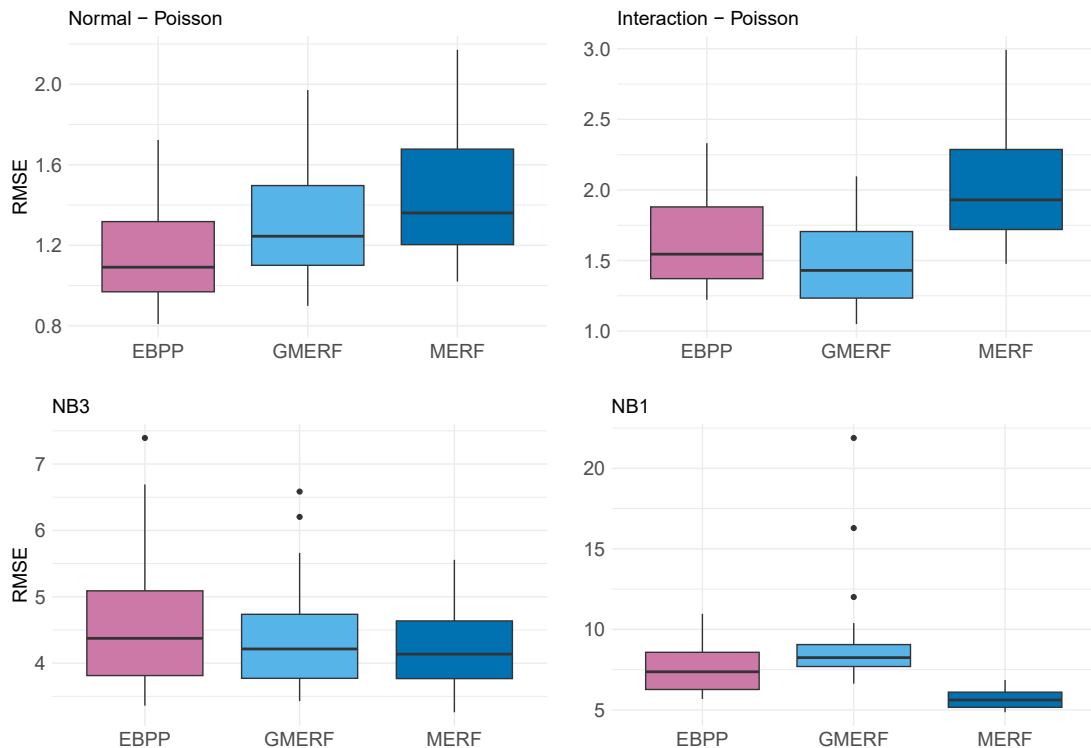 Normal − Poisson
RMSE
2.0
1.6
1.2
0.8
EBPP GMERF MERF
Interaction − Poisson
3.0
2.5
2.0
1.5
1.0
EBPP GMERF MERF
NB3
RMSE
7
6
5
4
EBPP GMERF MERF
NB1
20
15
10
5
EBPP GMERF MERF